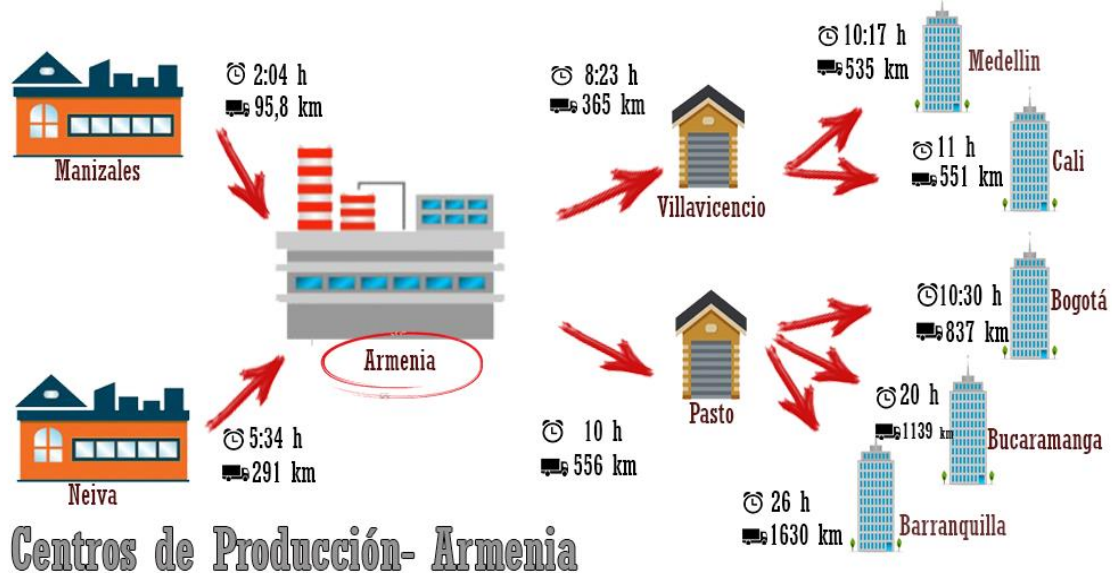 2:04 h
95,8 km
Manizales
5:34 h
291 km
Neiva
Armenia
8:23 h
365 km
Villavicencio
10 h
556 km
Pasto
10:17 h
535 km
Medellin
11 h
551 km
Cali
10:30 h
837 km
Bogotá
20 h
1139 km
Bucaramanga
26 h
1630 km
Barranquilla
Centros de Producción- Armenia